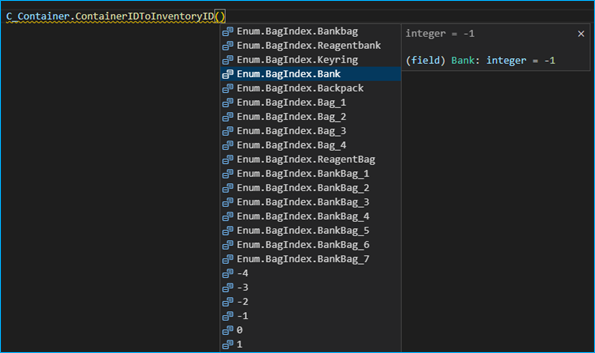 C_Container.ContainerIDToInventoryID()
Enum.BagIndex.Bankbag
Enum.BagIndex.Reagentbank
Enum.BagIndex.Keyring
Enum.BagIndex.Bank
Enum.BagIndex.Backpack
Enum.BagIndex.Bag_1
Enum.BagIndex.Bag_2
Enum.BagIndex.Bag_3
Enum.BagIndex.Bag_4
Enum.BagIndex.ReagentBag
Enum.BagIndex.BankBag_1
Enum.BagIndex.BankBag_2
Enum.BagIndex.BankBag_3
Enum.BagIndex.BankBag_4
Enum.BagIndex.BankBag_5
Enum.BagIndex.BankBag_6
Enum.BagIndex.BankBag_7
-4
-3
-2
-1
0
1
integer = -1
(field) Bank: integer = -1